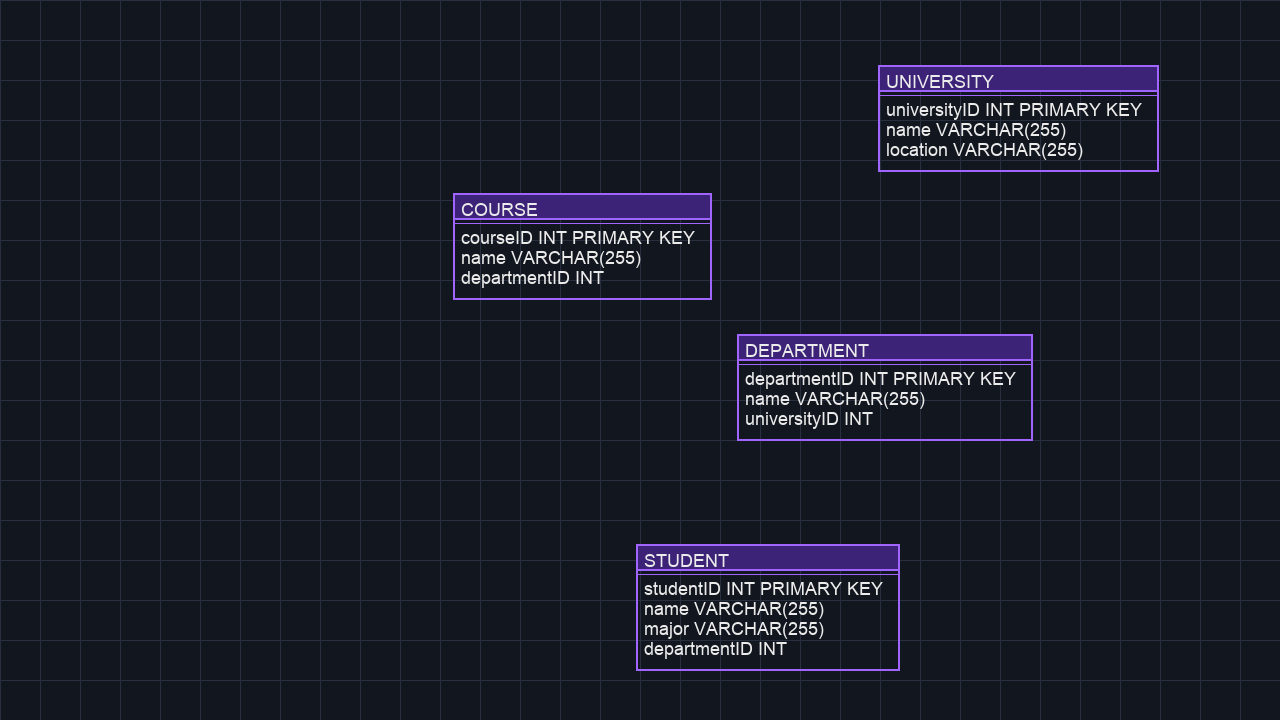 UNIVERSITY
universityID INT PRIMARY KEY
name VARCHAR(255)
location VARCHAR(255)
COURSE
courseID INT PRIMARY KEY
name VARCHAR(255)
departmentID INT
DEPARTMENT
departmentID INT PRIMARY KEY
name VARCHAR(255)
universityID INT
STUDENT
studentID INT PRIMARY KEY
name VARCHAR(255)
major VARCHAR(255)
departmentID INT